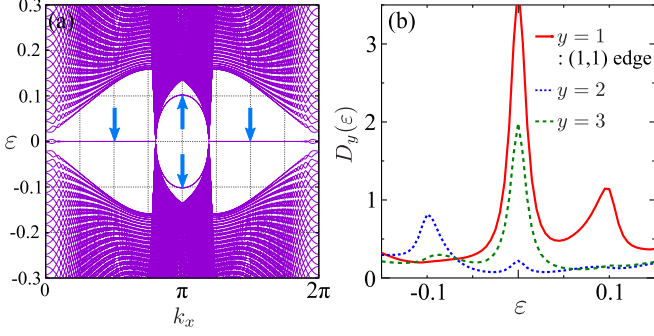 (a)
0.3
0.2
0.1
0
-0.1
-0.2
-0.3
ε
0
π
2π
kₓ
(b)
3
2
1
0
D_y(ε)
y = 1
: (1,1) edge
y = 2
y = 3
-0.1
0
0.1
ε